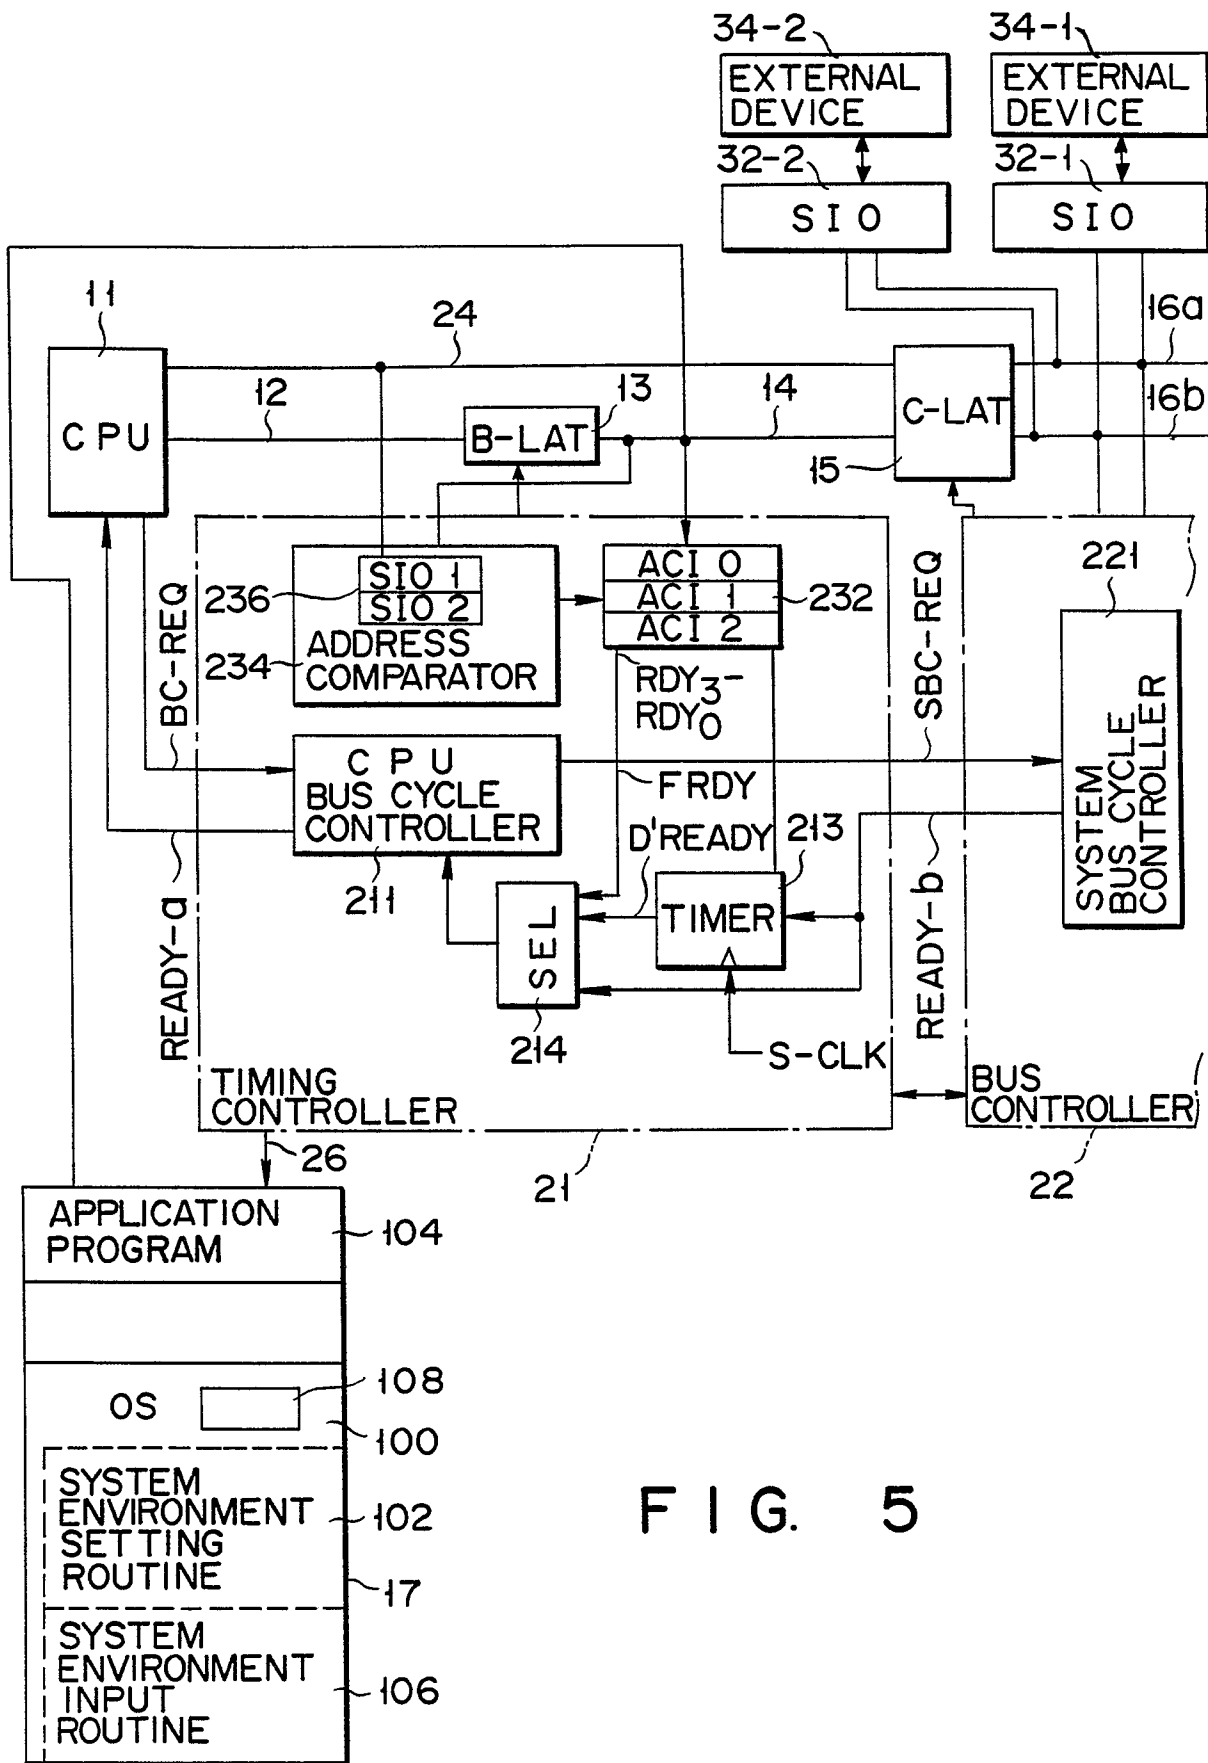 34-2
34-1
EXTERNAL
DEVICE
EXTERNAL
DEVICE
32-2
32-1
SIO
SIO
11
24
16a
12
13
14
16b
CPU
B-LAT
C-LAT
15
221
236
SIO 1
SIO 2
ACI 0
ACI 1
ACI 2
232
234
ADDRESS
COMPARATOR
BC-REQ
SBC-REQ
RDY3-
RDY0
CPU
BUS CYCLE
CONTROLLER
FRDY
SYSTEM
BUS CYCLE
CONTROLLER
D'READY
213
211
READY-a
SEL
TIMER
READY-b
214
S-CLK
TIMING
CONTROLLER
BUS
CONTROLLER
26
21
22
APPLICATION
PROGRAM
104
OS
108
100
SYSTEM
ENVIRONMENT
SETTING
ROUTINE
102
17
SYSTEM
ENVIRONMENT
INPUT
ROUTINE
106
FIG. 5